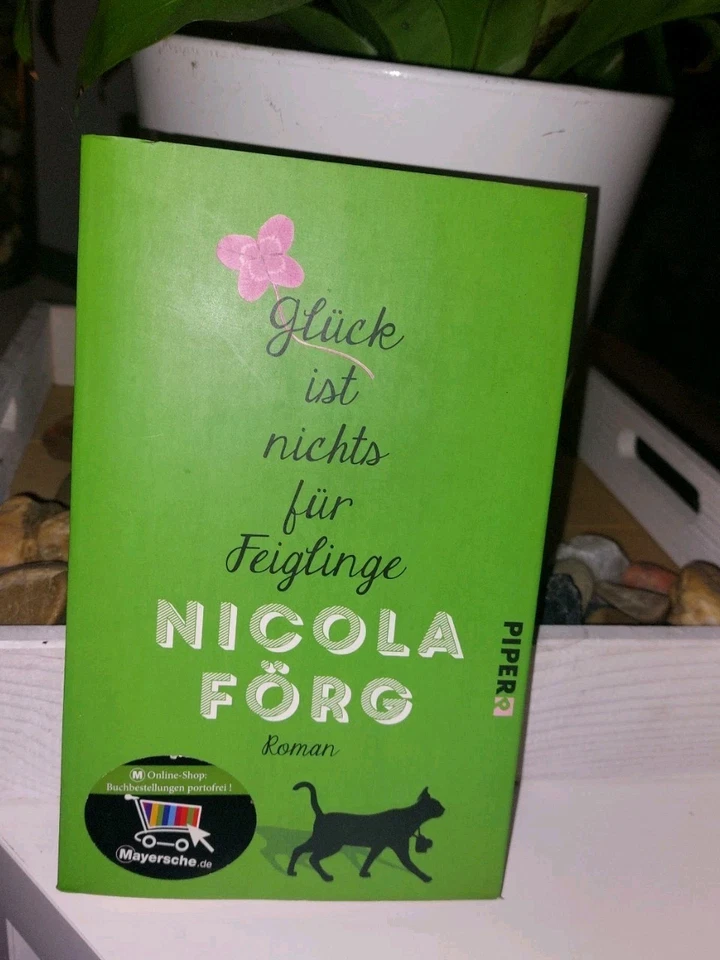 Glück
ist
nichts
für
Feiglinge
NICOLA
FÖRG
PIPER
Roman
M Online-Shop:
Buchbestellungen portofrei !
Mayersche.de